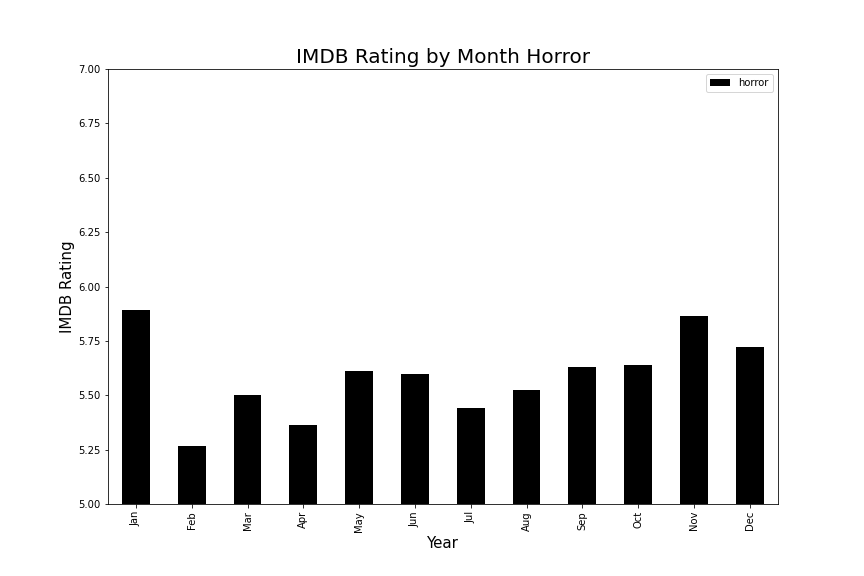 IMDB Rating by Month Horror
7.00
6.75
6.50
6.25
6.00
5.75
5.50
5.25
5.00
IMDB Rating
horror
Jan
Feb
Mar
Apr
May
Jun
Jul
Aug
Sep
Oct
Nov
Dec
Year